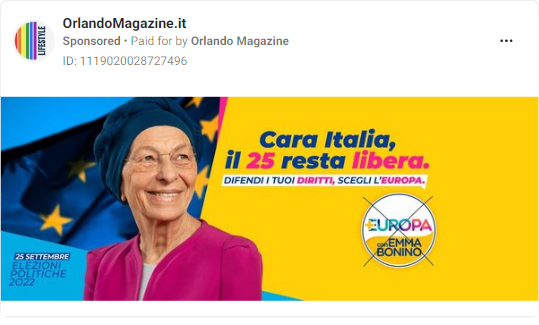 OrlandoMagazine.it
Sponsored • Paid for by Orlando Magazine
ID: 1119020028727496
LIFESTYLE
Cara Italia,
il 25 resta libera.
DIFENDI I TUOI DIRITTI, SCEGLI L'EUROPA.
+EUROPA
con EMMA
BONINO
25 SETTEMBRE
ELEZIONI
POLITICHE
2022